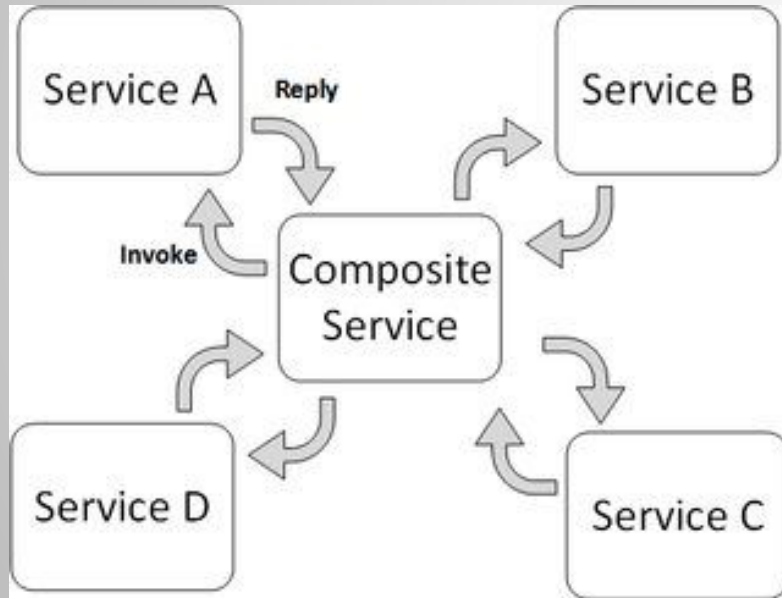 Service A
Reply
Service B
Invoke
Composite
Service
Service D
Service C